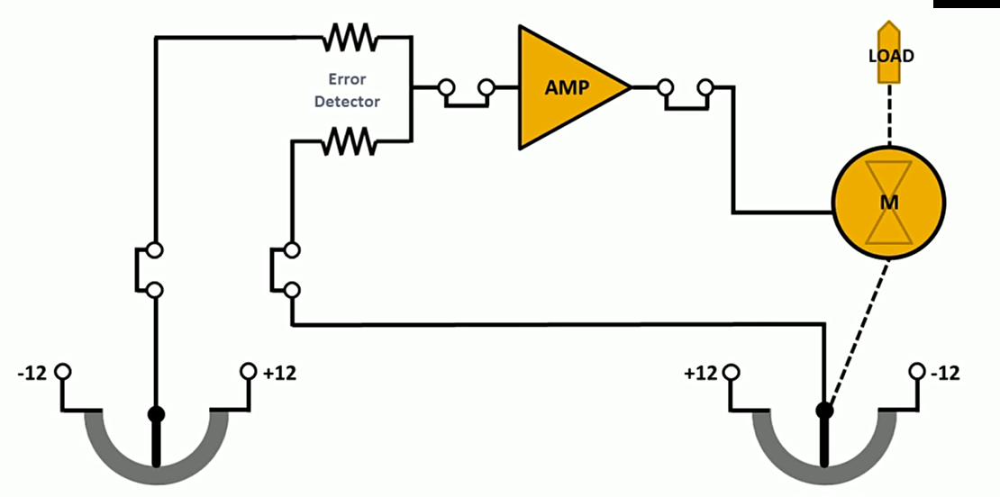 LOAD
Error
Detector
AMP
M
-12
+12
+12
-12